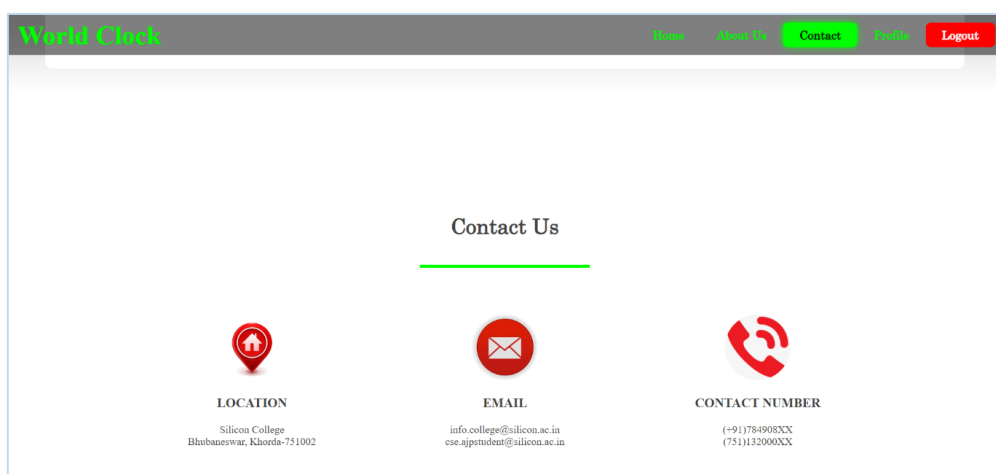 World Clock
Home About Us Contact Profile Logout
Contact Us
LOCATION
Silicon College
Bhubaneswar, Khorda-751002
EMAIL
info.college@silicon.ac.in
cse.ajpstudent@silicon.ac.in
CONTACT NUMBER
(+91)784908XX
(751)132000XX